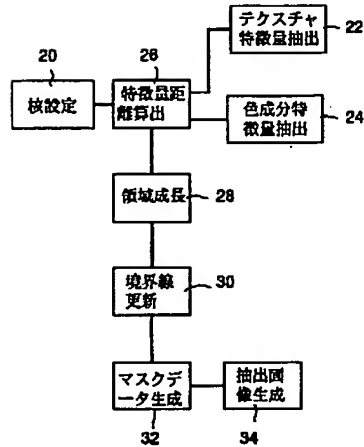 20
核設定
26
特徴量距
離算出
テクスチャ
特徴量抽出
22
色成分特
徴量抽出
24
領域成長
28
境界線
更新
30
マスクデ
ータ生成
32
抽出画
像生成
34